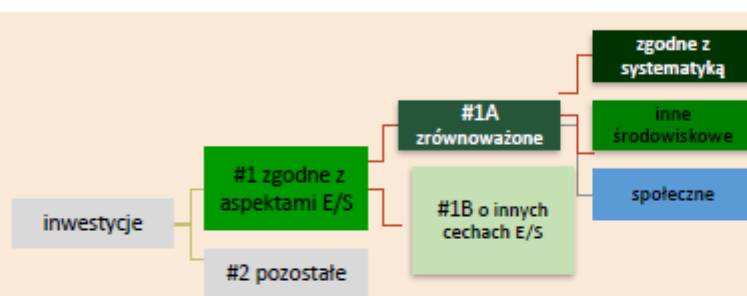 inwestycje
#1 zgodne z
aspektami E/S
#2 pozostałe
#1A
zrównoważone
#1B o innych
cechach E/S
zgodne z
systematyką
inne
środowiskowe
społeczne